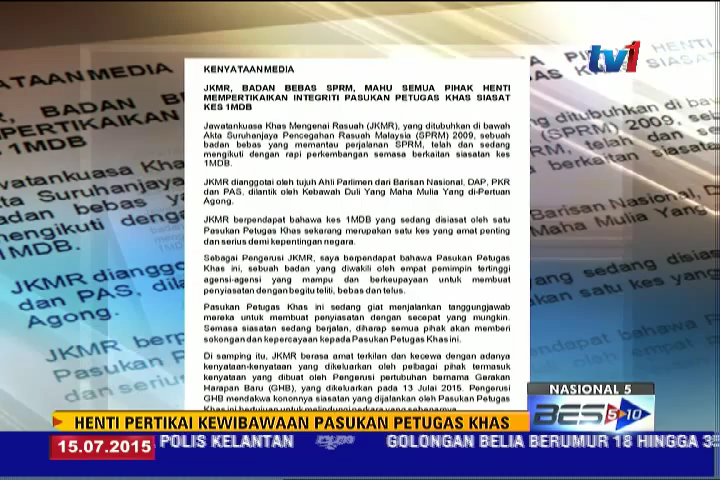 tv1
KENYATAAN MEDIA
JKMR, BADAN BEBAS SPRM, MAHU SEMUA PIHAK HENTI
MEMPERTIKAIKAN INTEGRITI PASUKAN PETUGAS KHAS SIASAT
KES 1MDB
Jawatankuasa Khas Mengenai Rasuah (JKMR), yang ditubuhkan di bawah
Akta Suruhanjaya Pencegahan Rasuah Malaysia (SPRM) 2009, sebuah
badan bebas yang memantau perjalanan SPRM, telah dan sedang
mengikuti dengan rapi perkembangan semasa berkaitan siasatan kes
1MDB.
JKMR dianggotai oleh tujuh Ahli Parlimen dari Barisan Nasional, DAP, PKR
dan PAS, dilantik oleh Kebawah Duli Yang Maha Mulia Yang di-Pertuan
Agong.
JKMR berpendapat bahawa kes 1MDB yang sedang disiasat oleh satu
Pasukan Petugas Khas sekarang merupakan satu kes yang amat penting
dan serius demi kepentingan negara.
Sebagai Pengerusi JKMR, saya berpendapat bahawa Pasukan Petugas
Khas ini, sebuah badan yang diwakili oleh empat pemimpin tertinggi
agensi-agensi yang mampu dan berkeupayaan untuk membuat
penyiasatan dengan begitu teliti, bebas dan telus.
Pasukan Petugas Khas ini sedang giat menjalankan tanggungjawab
mereka untuk membuat penyiasatan dengan secepat yang mungkin.
Semasa siasatan sedang berjalan, diharap semua pihak akan memberi
sokongan dan kepercayaan kepada Pasukan Petugas Khas ini.
Di samping itu, JKMR berasa amat terkilan dan kecewa dengan adanya
kenyataan-kenyataan yang dikeluarkan oleh pelbagai pihak termasuk
kenyataan yang dibuat oleh Pengerusi pertubuhan bernama Gerakan
Harapan Baru (GHB), yang dikeluarkan pada 13 Julai 2015. Pengerusi
GHB mendakwa kononnya siasatan yang dijalankan oleh Pasukan Petugas
NASIONAL 5
BES 5 10
HENTI PERTIKAI KEWIBAWAAN PASUKAN PETUGAS KHAS
15.07.2015 POLIS KELANTAN GOLONGAN BELIA BERUMUR 18 HINGGA